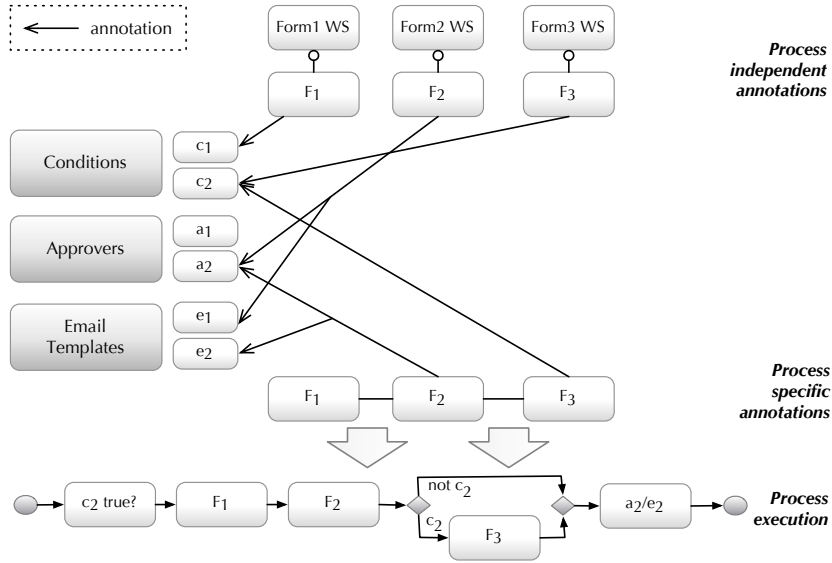 annotation
Form1 WS
Form2 WS
Form3 WS
Process
independent
annotations
F1
F2
F3
Conditions
c1
c2
Approvers
a1
a2
Email
Templates
e1
e2
Process
specific
annotations
F1
F2
F3
c2 true?
F1
F2
not c2
c2
F3
a2/e2
Process
execution